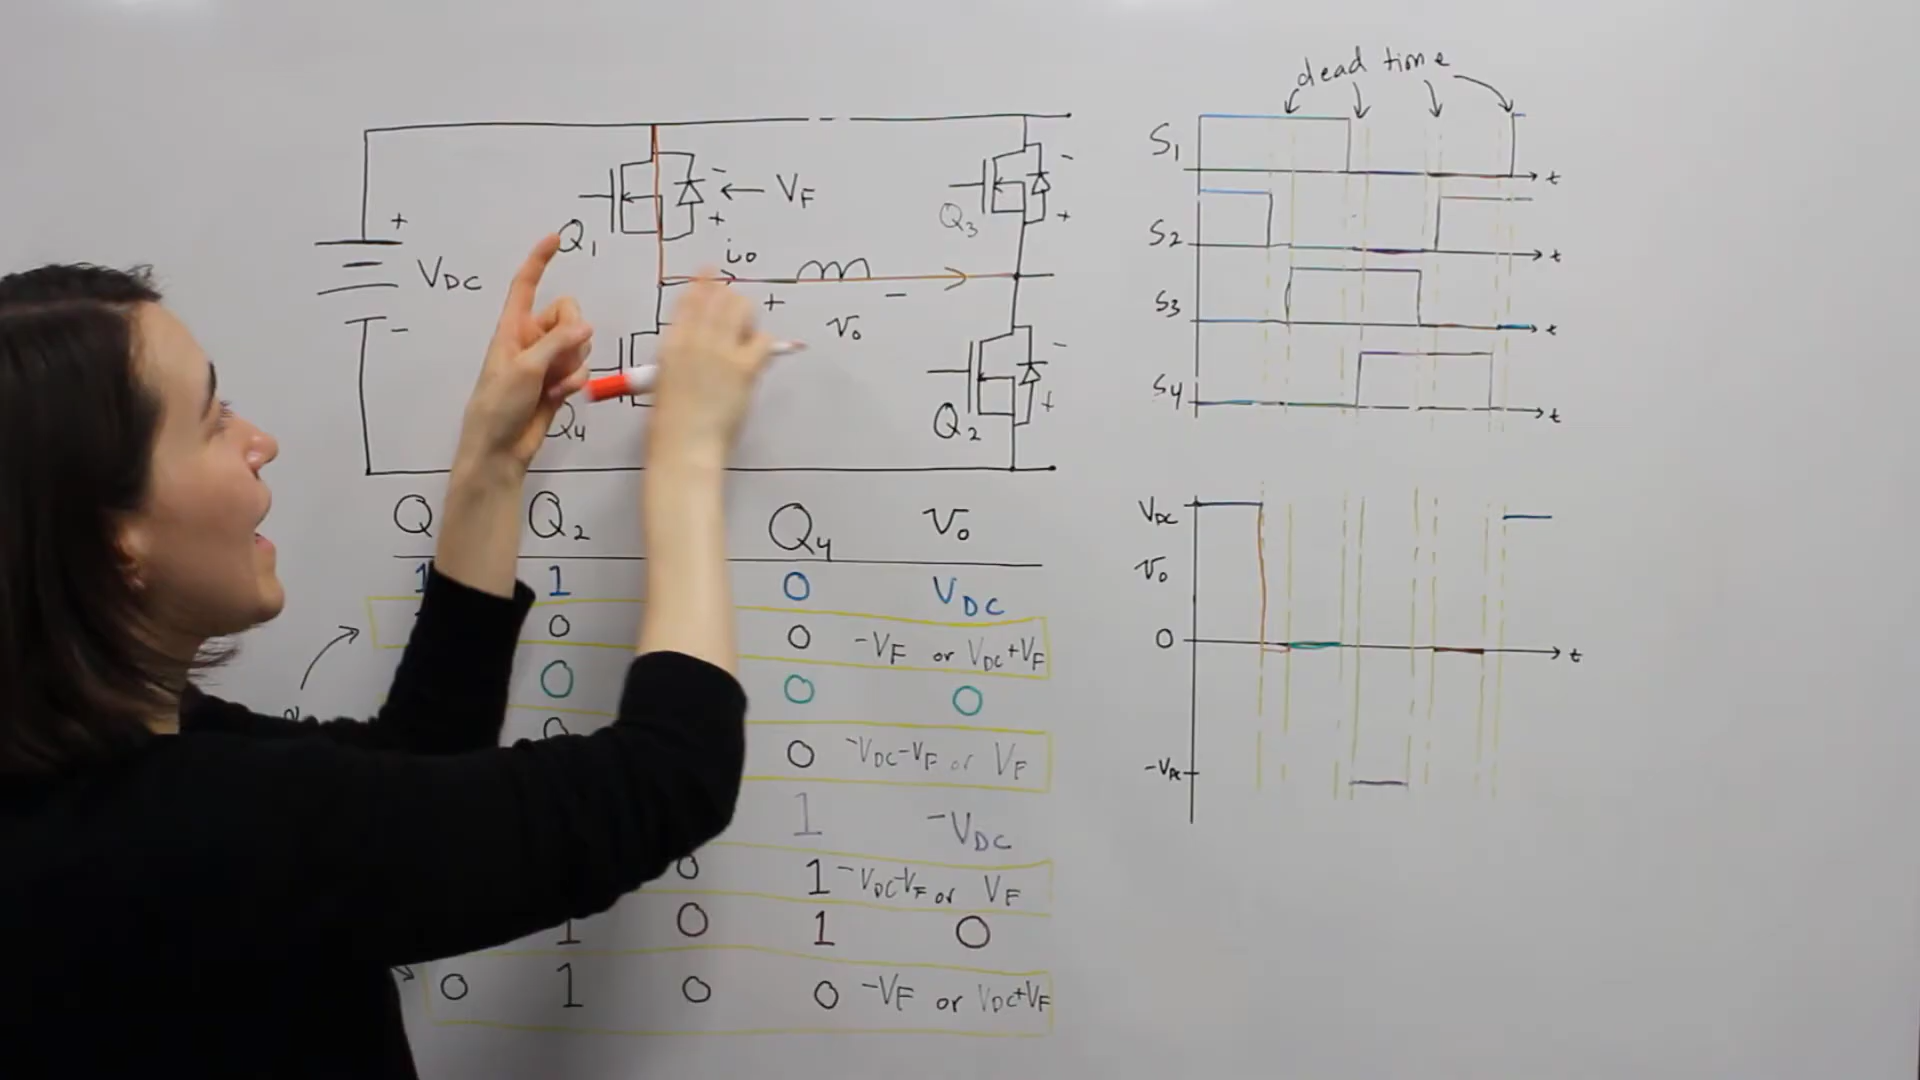 dead time
S1
t
S2
t
S3
t
S4
t
+
VDC
-
Q1
-
+
VF
io
+
-
vo
Q3
-
+
Q4
Q2
-
+
VDC
vo
0
-VDC
t
Q Q2 Q4 vo
1 1 0 VDC
0 0 -VF or VDC+VF
0 0 0
0 0 -VDC-VF or VF
1 -VDC
0 1 -VDC-VF or VF
1 0 1 0
0 1 0 0 -VF or VDC+VF